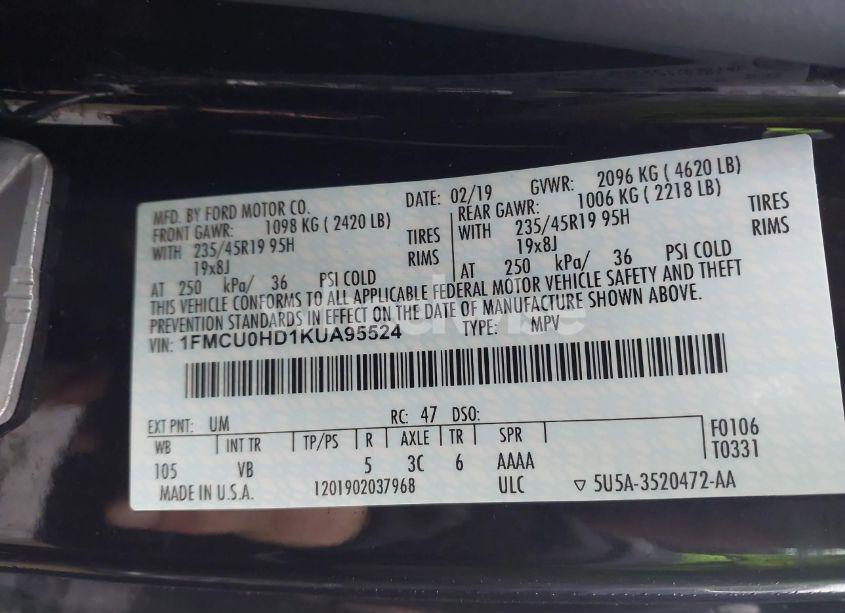 MFD. BY FORD MOTOR CO. DATE: 02/19 GVWR: 2096 KG ( 4620 LB)
FRONT GAWR: 1098 KG ( 2420 LB) REAR GAWR: 1006 KG ( 2218 LB)
WITH 235/45R19 95H TIRES WITH 235/45R19 95H TIRES
19x8J RIMS 19x8J RIMS
AT 250 kPa/ 36 PSI COLD AT 250 kPa/ 36 PSI COLD
THIS VEHICLE CONFORMS TO ALL APPLICABLE FEDERAL MOTOR VEHICLE SAFETY AND THEFT
PREVENTION STANDARDS IN EFFECT ON THE DATE OF MANUFACTURE SHOWN ABOVE.
VIN: 1FMCU0HD1KUA95524 TYPE: MPV
EXT PNT: UM RC: 47 DSO:
WB INT TR TP/PS R AXLE TR SPR F0106
105 VB 5 3C 6 AAAA T0331
MADE IN U.S.A. 1201902037968 ULC ▽ 5U5A-3520472-AA